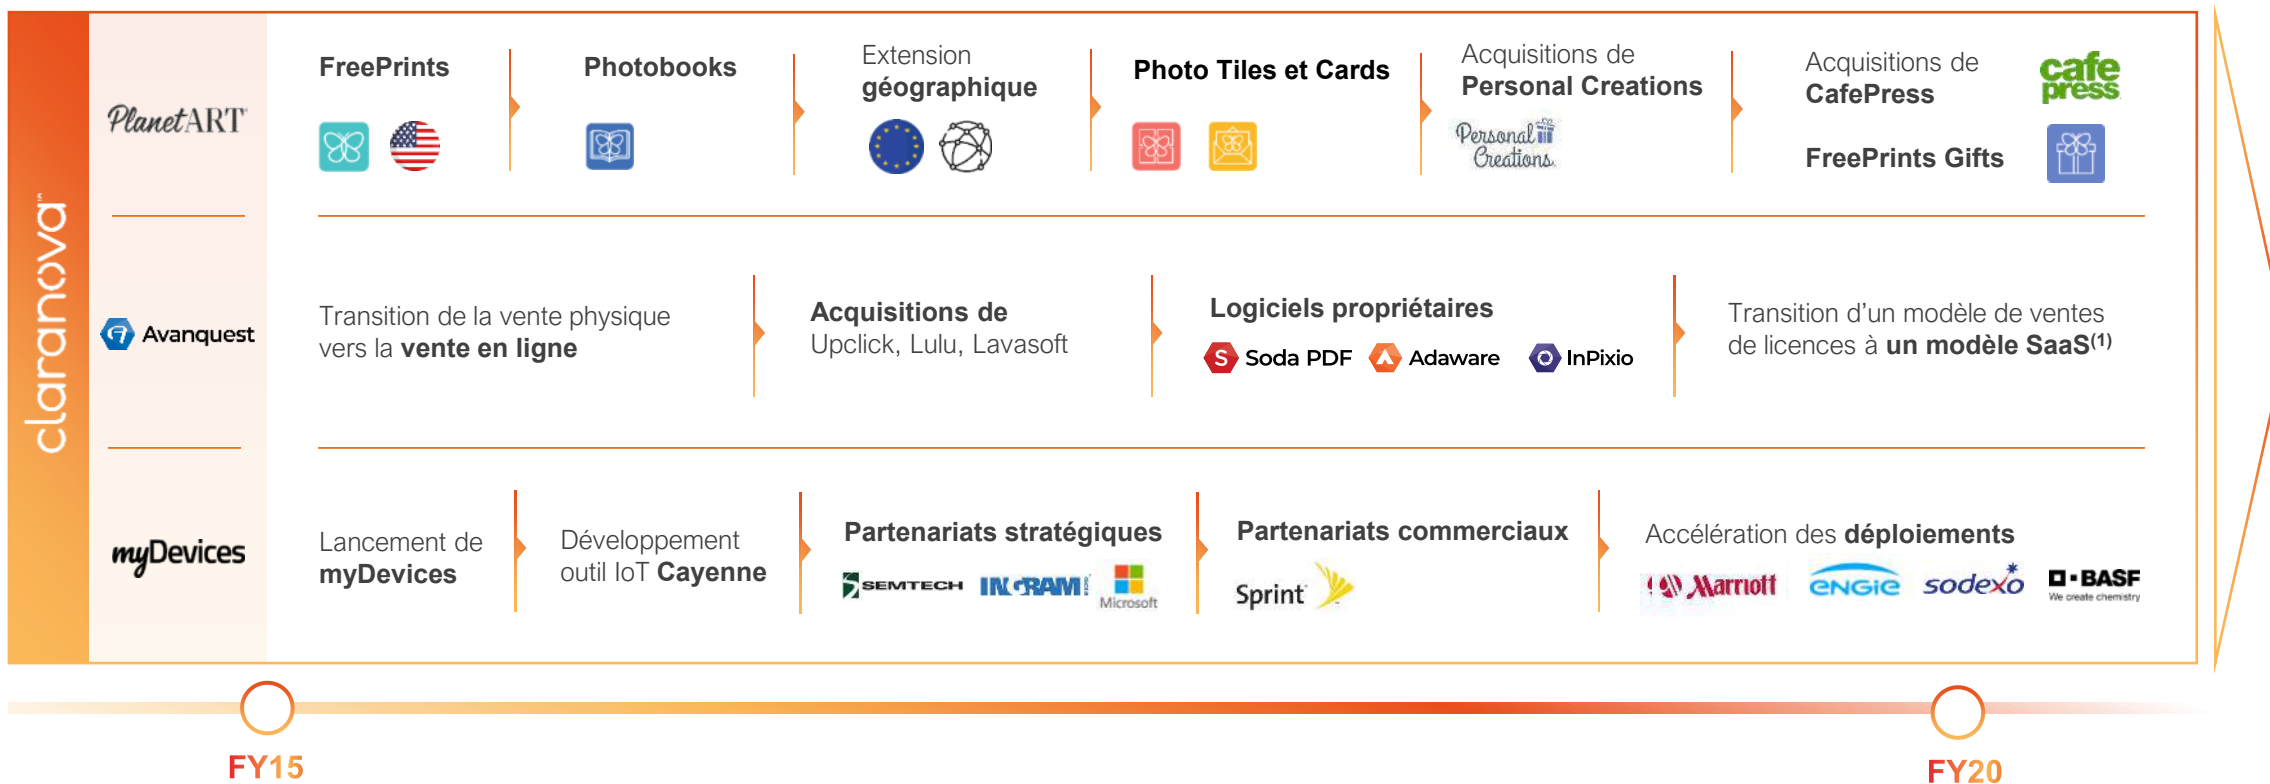 claranova
PlanetART
FreePrints
Photobooks
Extension
géographique
Photo Tiles et Cards
Acquisitions de
Personal Creations
Personal
Creations
Acquisitions de
CafePress
cafe
press
FreePrints Gifts
Avanquest
Transition de la vente physique
vers la vente en ligne
Acquisitions de
Upclick, Lulu, Lavasoft
Logiciels propriétaires
S Soda PDF Adaware InPixio
Transition d’un modèle de ventes
de licences à un modèle SaaS(1)
myDevices
Lancement de
myDevices
Développement
outil IoT Cayenne
Partenariats stratégiques
SEMTECH INGRAM Microsoft
Partenariats commerciaux
Sprint
Accélération des déploiements
Marriott ENGIE sodexo BASF
We create chemistry
FY15
FY20